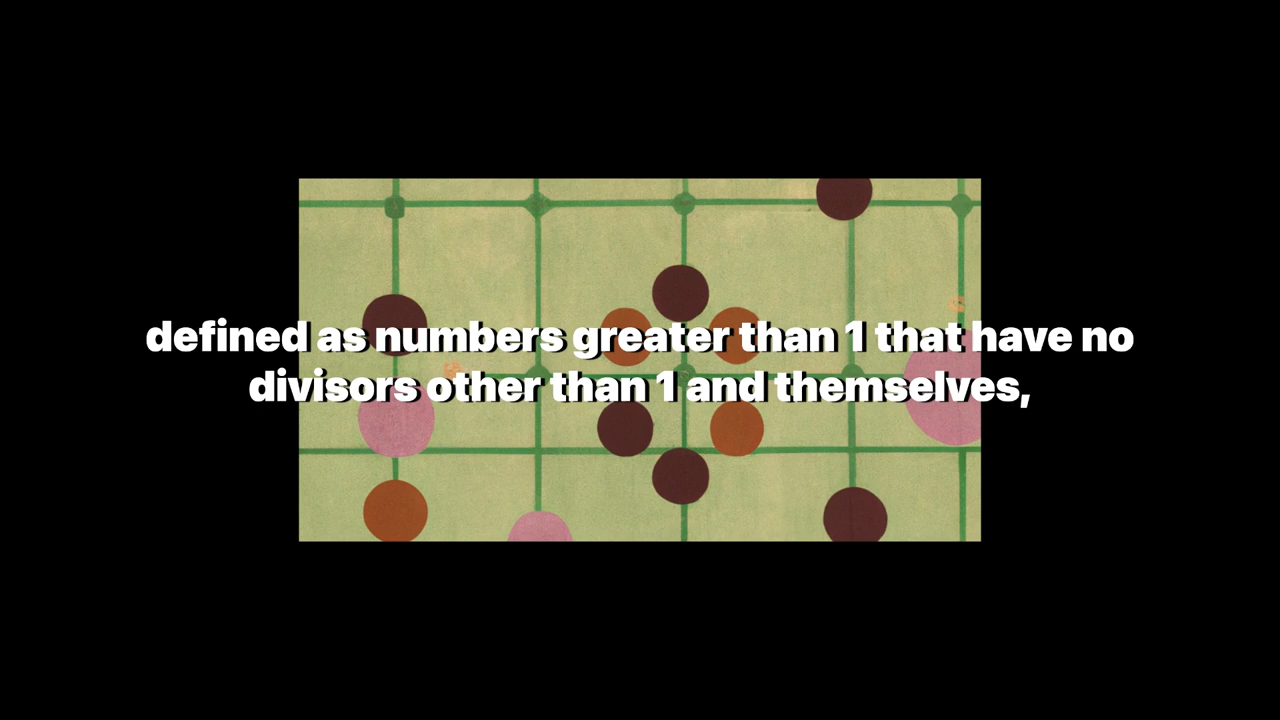 defined as numbers greater than 1 that have no
divisors other than 1 and themselves,